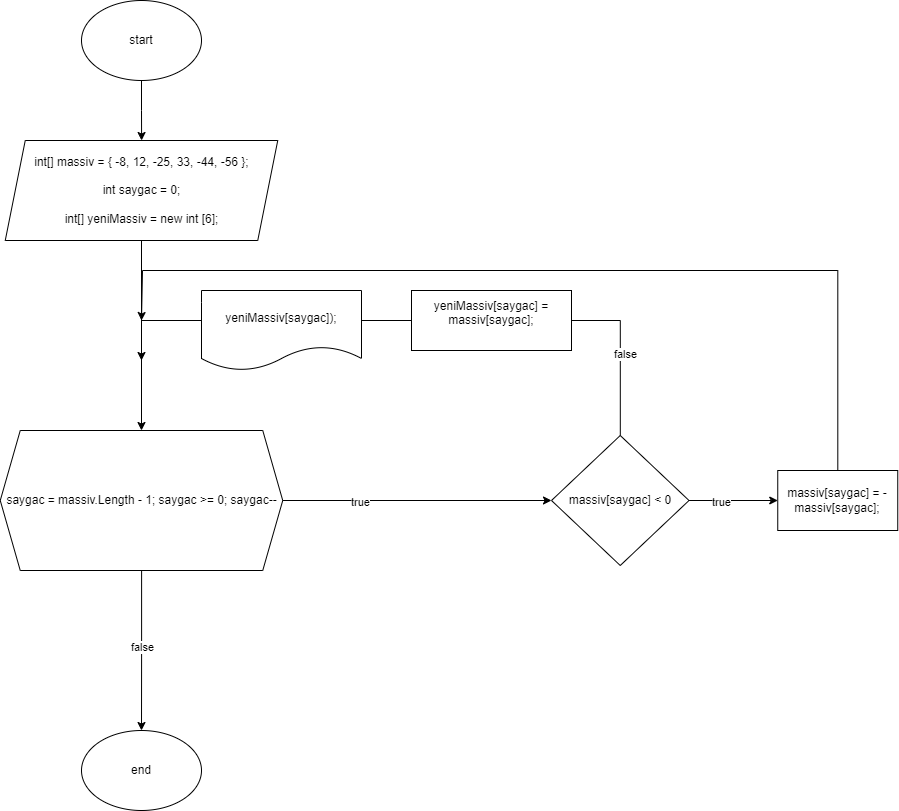 start
int[] massiv = { -8, 12, -25, 33, -44, -56 };
int saygac = 0;
int[] yeniMassiv = new int [6];
yeniMassiv[saygac]);
yeniMassiv[saygac] =
massiv[saygac];
false
saygac = massiv.Length - 1; saygac >= 0; saygac--
true
massiv[saygac] < 0
true
massiv[saygac] = -
massiv[saygac];
false
end